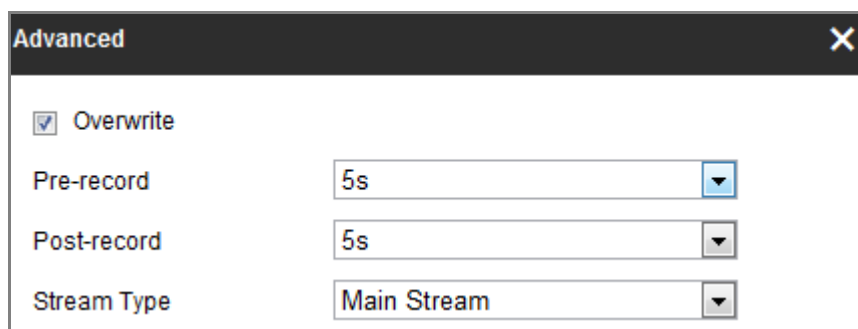 Advanced
Overwrite
Pre-record 5s
Post-record 5s
Stream Type Main Stream